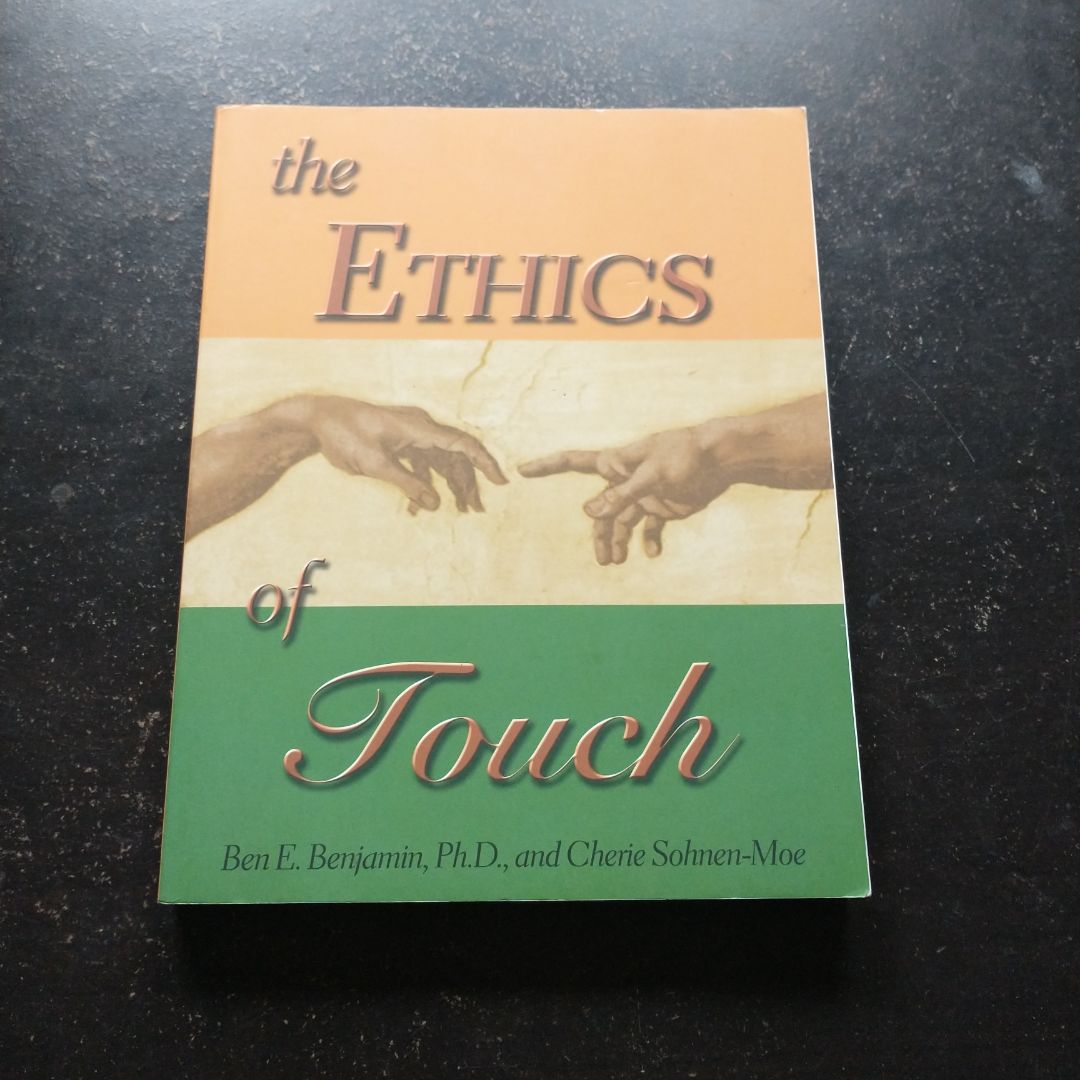 the
ETHICS
of
Touch
Ben E. Benjamin, Ph.D., and Cherie Sohnen-Moe